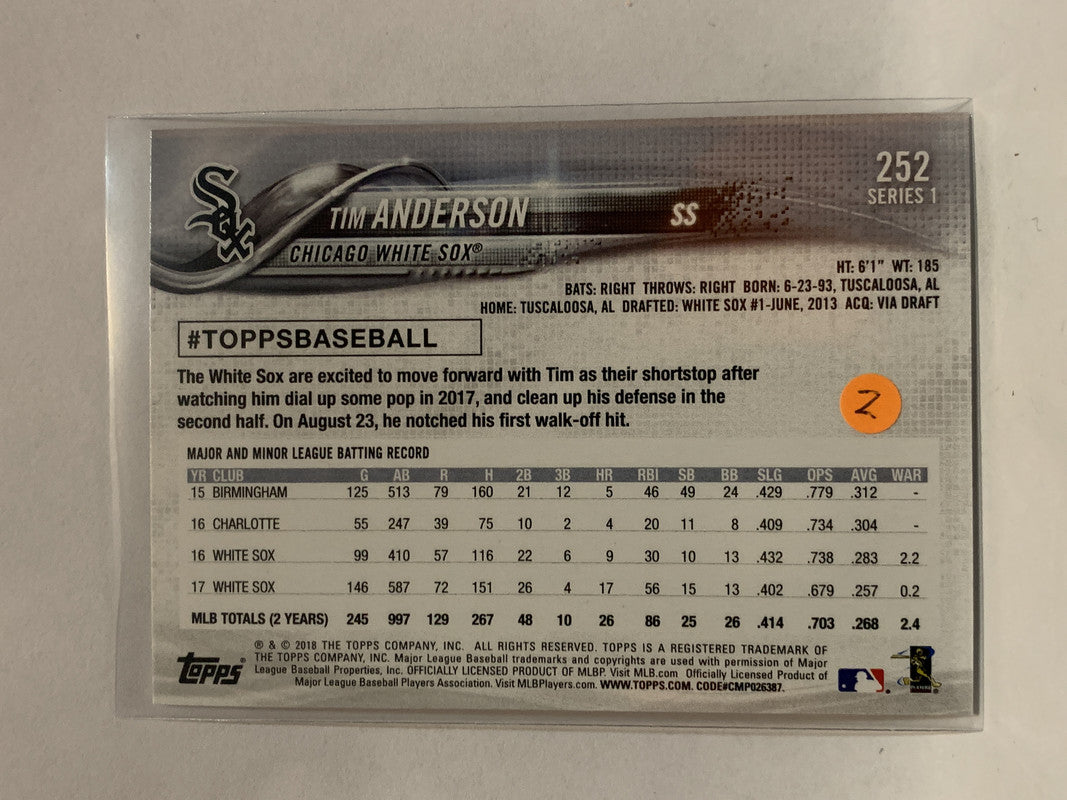 252
SERIES 1
Sox
TIM ANDERSON SS
CHICAGO WHITE SOX®
HT: 6'1" WT: 185
BATS: RIGHT THROWS: RIGHT BORN: 6-23-93, TUSCALOOSA, AL
HOME: TUSCALOOSA, AL DRAFTED: WHITE SOX #1-JUNE, 2013 ACQ: VIA DRAFT
#TOPPSBASEBALL
The White Sox are excited to move forward with Tim as their shortstop after
watching him dial up some pop in 2017, and clean up his defense in the
second half. On August 23, he notched his first walk-off hit.
2
MAJOR AND MINOR LEAGUE BATTING RECORD
YR CLUB G AB R H 2B 3B HR RBI SB BB SLG OPS AVG WAR
15 BIRMINGHAM 125 513 79 160 21 12 5 46 49 24 .429 .779 .312 -
16 CHARLOTTE 55 247 39 75 10 2 4 20 11 8 .409 .734 .304 -
16 WHITE SOX 99 410 57 116 22 6 9 30 10 13 .432 .738 .283 2.2
17 WHITE SOX 146 587 72 151 26 4 17 56 15 13 .402 .679 .257 0.2
MLB TOTALS (2 YEARS) 245 997 129 267 48 10 26 86 25 26 .414 .703 .268 2.4
topps®
® & © 2018 THE TOPPS COMPANY, INC. ALL RIGHTS RESERVED. TOPPS IS A REGISTERED TRADEMARK OF
THE TOPPS COMPANY, INC. Major League Baseball trademarks and copyrights are used with permission of Major
League Baseball Properties, Inc. OFFICIALLY LICENSED PRODUCT OF MLBP. Visit MLB.com Officially Licensed Product of
Major League Baseball Players Association. Visit MLBPlayers.com. WWW.TOPPS.COM. CODE#CMP026387.